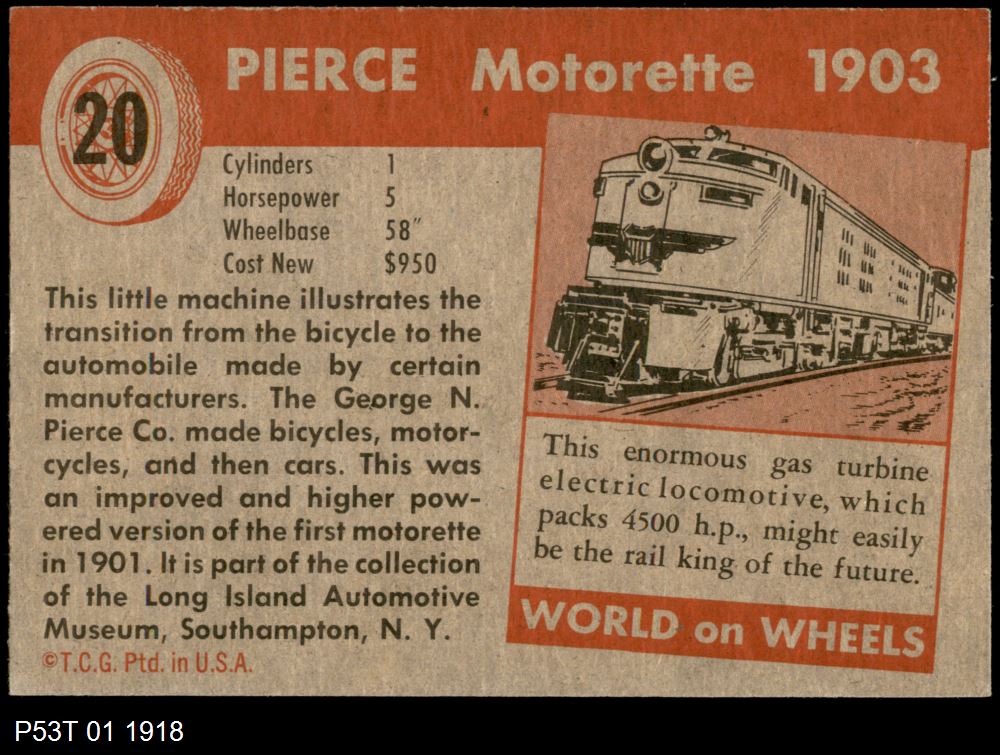 20
PIERCE Motorette 1903
Cylinders 1
Horsepower 5
Wheelbase 58"
Cost New $950
This little machine illustrates the
transition from the bicycle to the
automobile made by certain
manufacturers. The George N.
Pierce Co. made bicycles, motor-
cycles, and then cars. This was
an improved and higher pow-
ered version of the first motorette
in 1901. It is part of the collection
of the Long Island Automotive
Museum, Southampton, N. Y.
©T.C.G. Ptd. in U.S.A.
This enormous gas turbine
electric locomotive, which
packs 4500 h.p., might easily
be the rail king of the future.
WORLD on WHEELS
P53T 01 1918